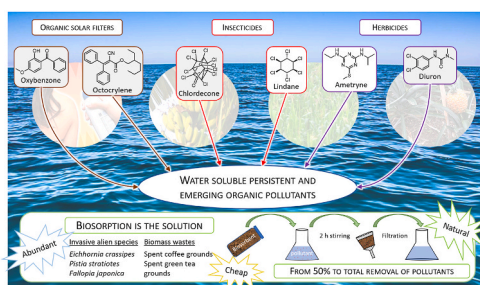 ORGANIC SOLAR FILTERS
INSECTICIDES
HERBICIDES
Oxybenzone
Octocrylene
Chlordecone
Lindane
Ametryne
Diuron
WATER SOLUBLE PERSISTENT AND
EMERGING ORGANIC POLLUTANTS
BIOSORPTION IS THE SOLUTION
Abundant
Invasive alien species
Eichhornia crassipes
Pistia stratiotes
Fallopia japonica
Biomass wastes
Spent coffee grounds
Spent green tea
grounds
Cheap
Biosorbent
pollution
2 h stirring
Filtration
Natural
FROM 50% TO TOTAL REMOVAL OF POLLUTANTS